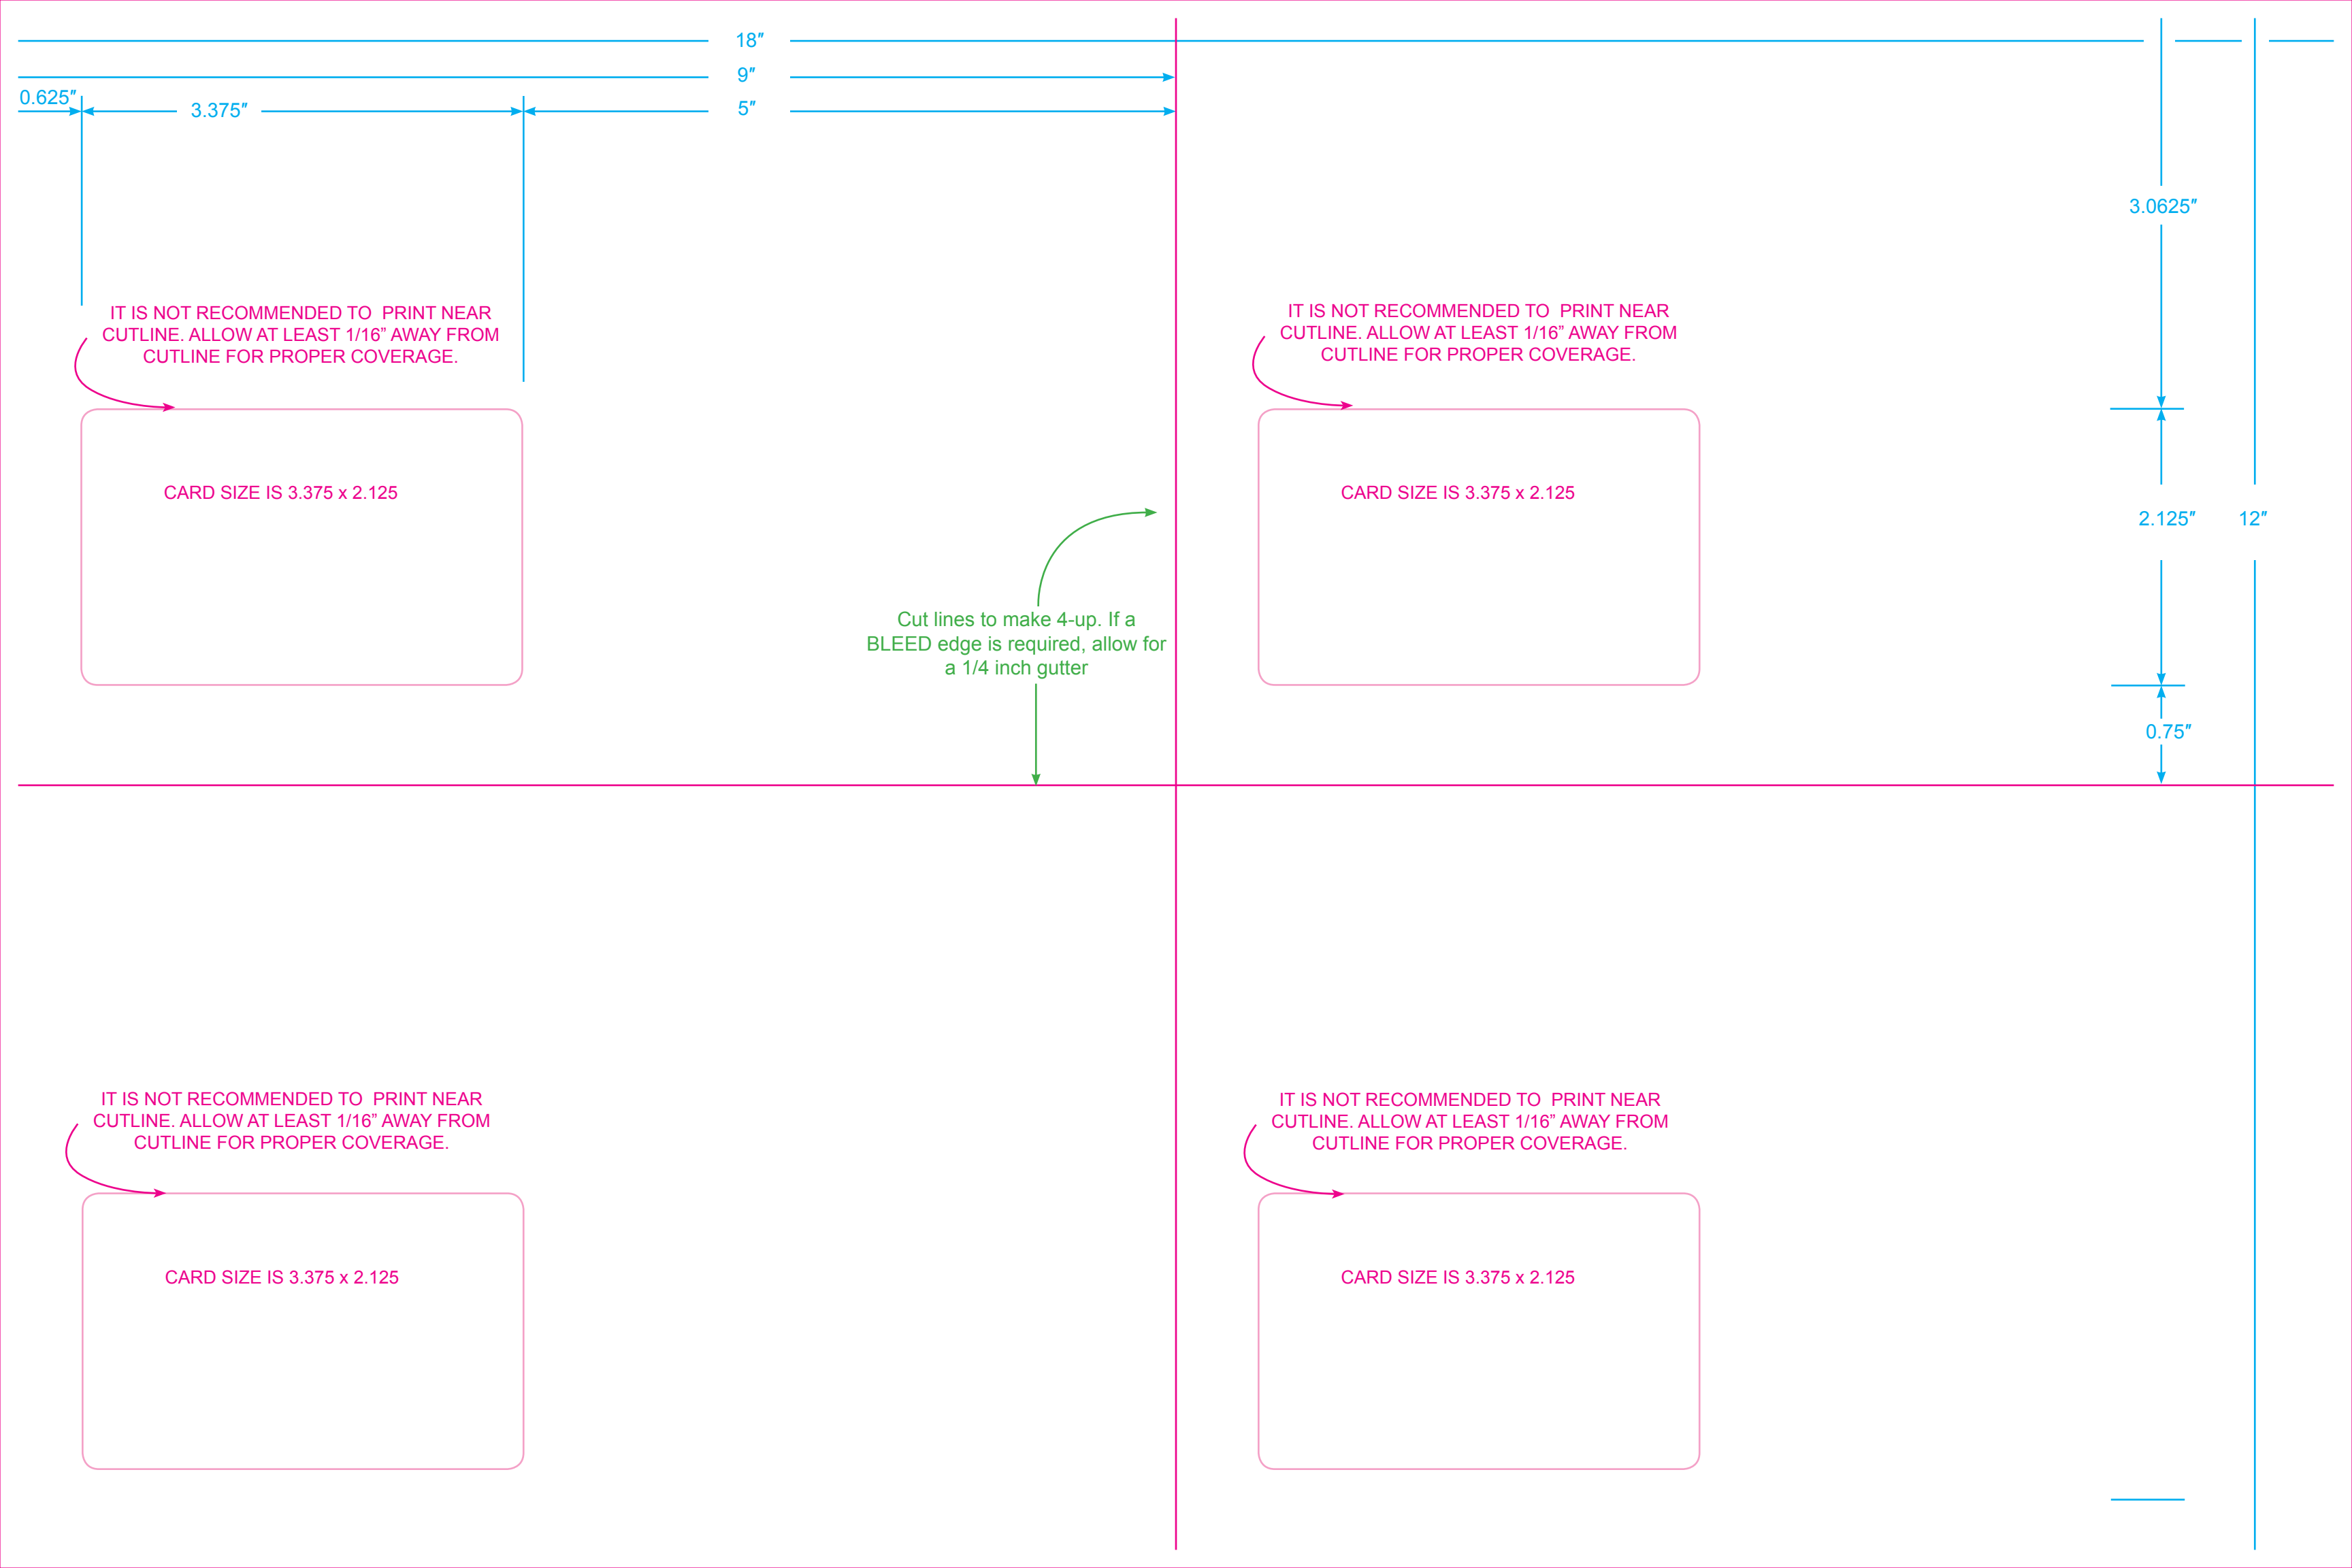 18″
9″
0.625″
3.375″
5″
3.0625″
IT IS NOT RECOMMENDED TO  PRINT NEAR
CUTLINE. ALLOW AT LEAST 1/16” AWAY FROM
CUTLINE FOR PROPER COVERAGE.
IT IS NOT RECOMMENDED TO  PRINT NEAR
CUTLINE. ALLOW AT LEAST 1/16” AWAY FROM
CUTLINE FOR PROPER COVERAGE.
CARD SIZE IS 3.375 x 2.125
CARD SIZE IS 3.375 x 2.125
2.125″
12″
Cut lines to make 4-up. If a
BLEED edge is required, allow for
a 1/4 inch gutter
0.75″
IT IS NOT RECOMMENDED TO  PRINT NEAR
CUTLINE. ALLOW AT LEAST 1/16” AWAY FROM
CUTLINE FOR PROPER COVERAGE.
IT IS NOT RECOMMENDED TO  PRINT NEAR
CUTLINE. ALLOW AT LEAST 1/16” AWAY FROM
CUTLINE FOR PROPER COVERAGE.
CARD SIZE IS 3.375 x 2.125
CARD SIZE IS 3.375 x 2.125